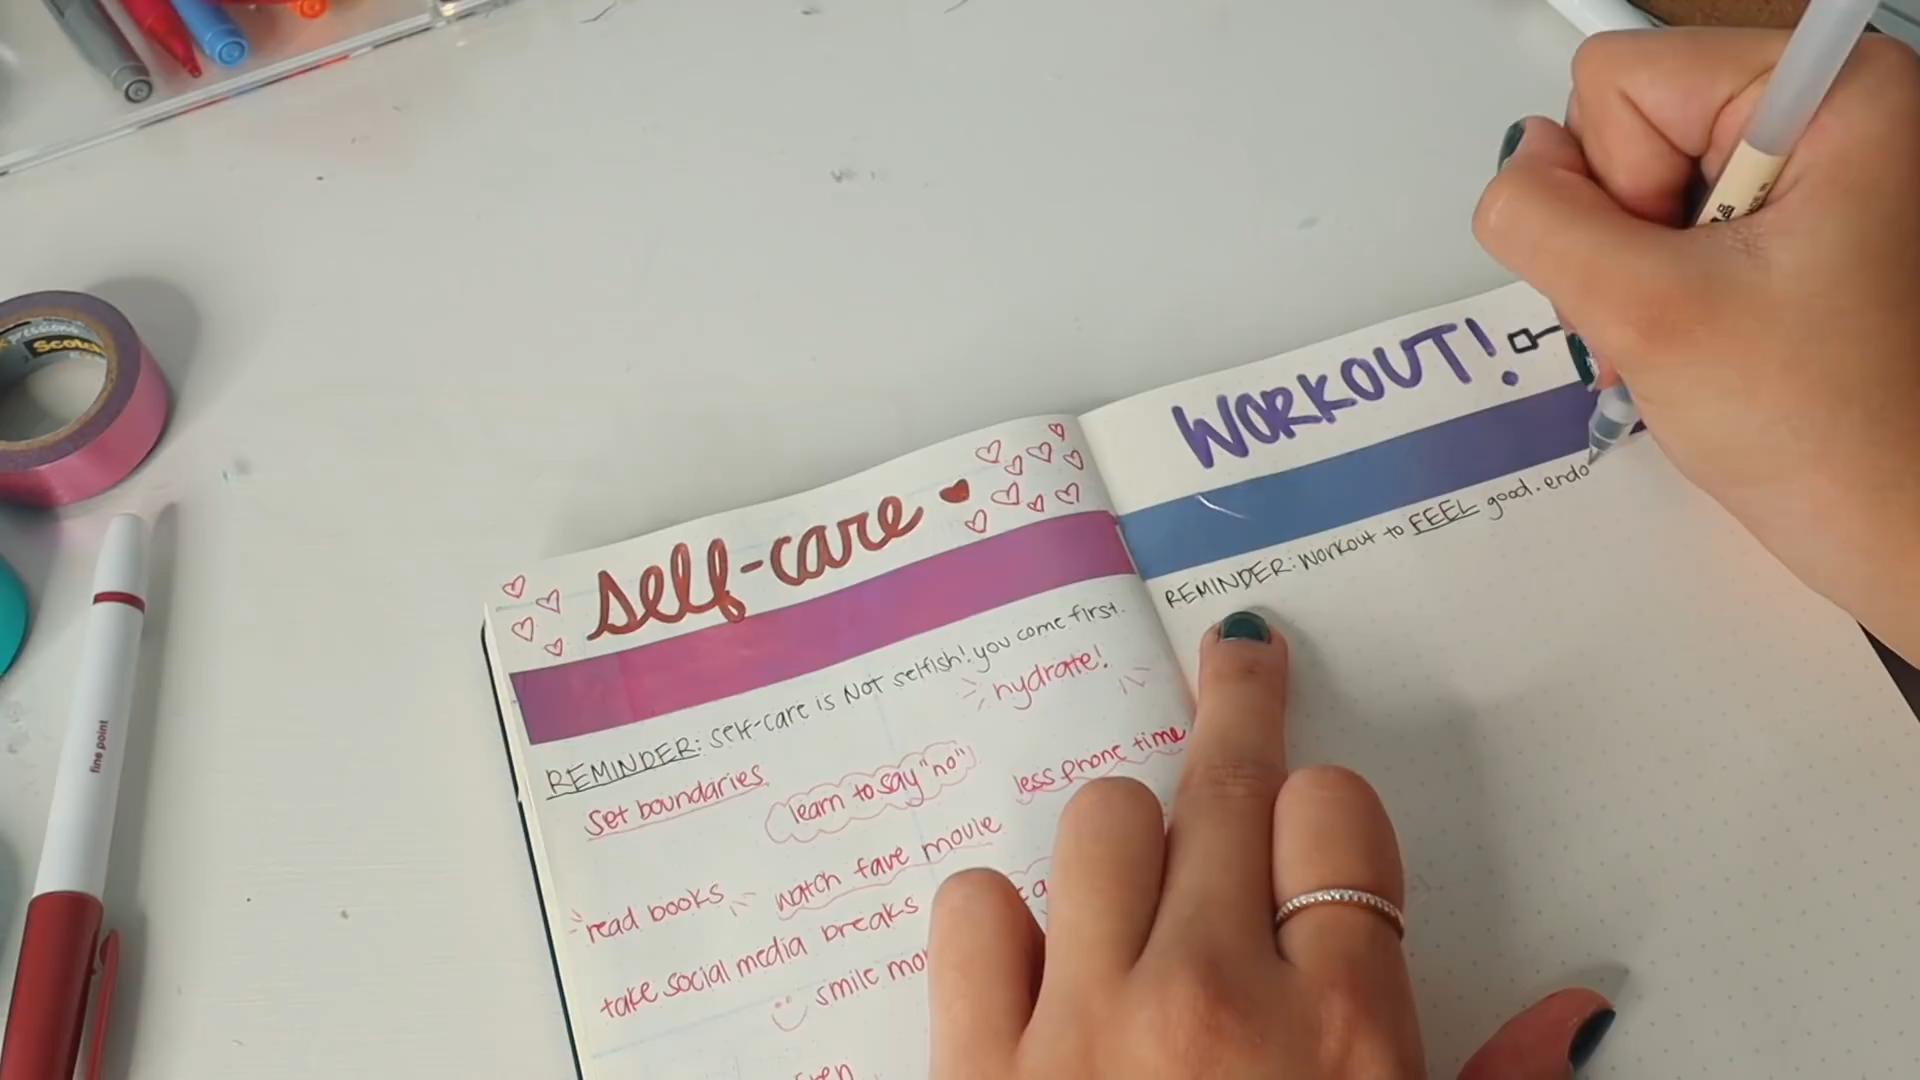 Scotch
fine point
self-care
REMINDER: self-care is NOT selfish! you come first.
hydrate!
set boundaries
learn to say "no"
less phone time
read books
watch fave movie
take social media breaks
smile mo
WORKOUT!
REMINDER: workout to FEEL good. endo